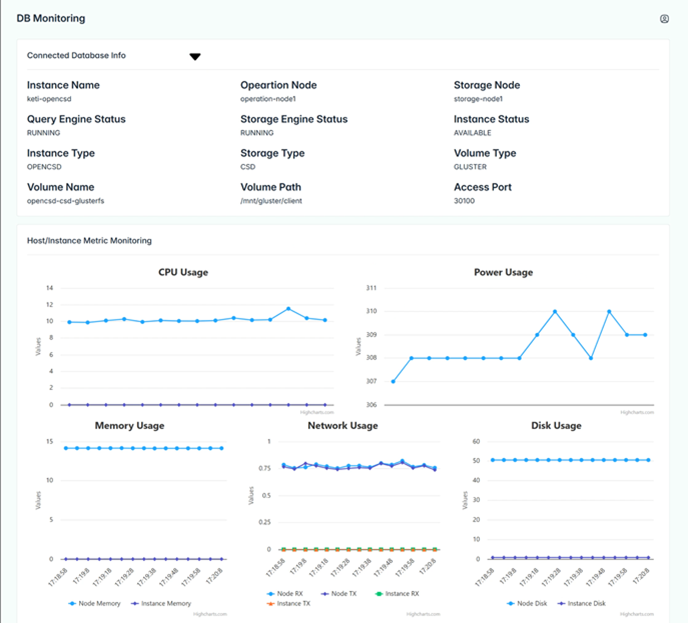 DB Monitoring
Connected Database Info
Instance Name
keti-opencsd
Opeartion Node
operation-node1
Storage Node
storage-node1
Query Engine Status
RUNNING
Storage Engine Status
RUNNING
Instance Status
AVAILABLE
Instance Type
OPENCSD
Storage Type
CSD
Volume Type
GLUSTER
Volume Name
opencsd-csd-glusterfs
Volume Path
/mnt/gluster/client
Access Port
30100
Host/Instance Metric Monitoring
CPU Usage
Values
14
12
10
8
6
4
2
0
Highcharts.com
Power Usage
Values
311
310
309
308
307
306
Highcharts.com
Memory Usage
Values
15
10
5
0
17:18:58
17:19:8
17:19:18
17:19:28
17:19:38
17:19:48
17:19:58
17:20:8
Node Memory Instance Memory
Highcharts.com
Network Usage
Values
1
0.75
0.5
0.25
0
17:18:58
17:19:8
17:19:18
17:19:28
17:19:38
17:19:48
17:19:58
17:20:8
Node RX Node TX Instance RX
Instance TX
Highcharts.com
Disk Usage
Values
60
50
40
30
20
10
0
17:18:58
17:19:8
17:19:18
17:19:28
17:19:38
17:19:48
17:19:58
17:20:8
Node Disk Instance Disk
Highcharts.com